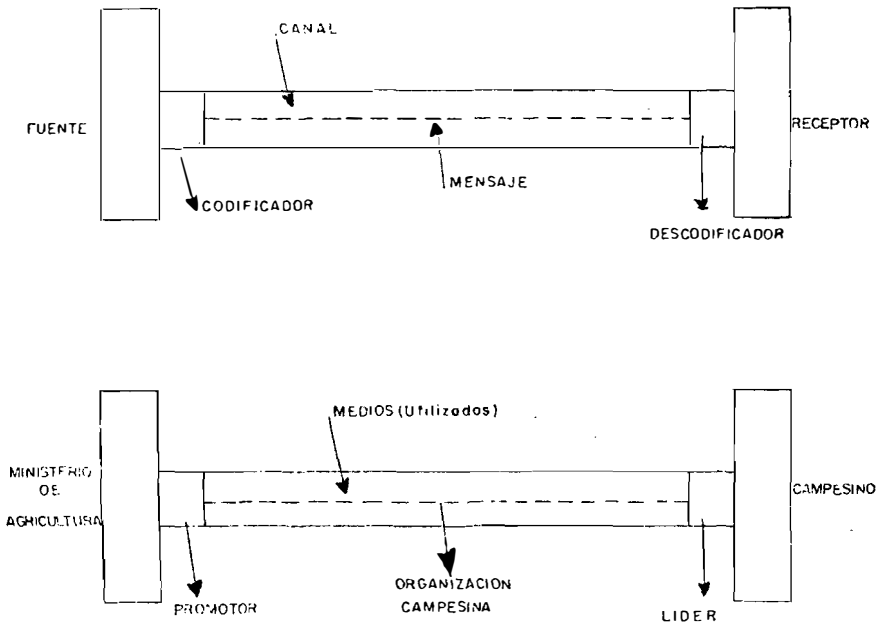 CANAL
FUENTE
RECEPTOR
MENSAJE
CODIFICADOR
DESCODIFICADOR
MEDIOS (Utilizados)
MINISTERIO
DE
AGRICULTURA
CAMPESINO
ORGANIZACION
CAMPESINA
PROMOTOR
LIDER